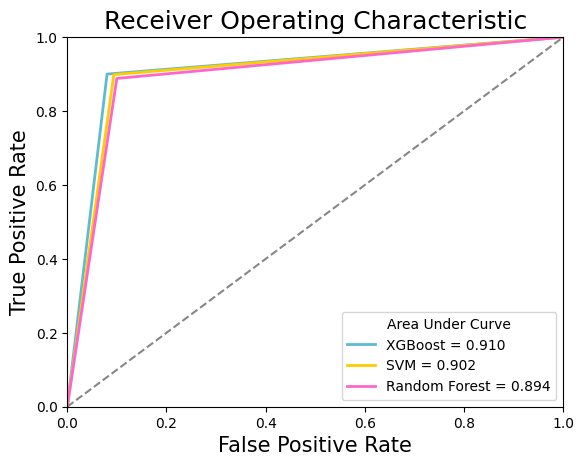 Receiver Operating Characteristic
True Positive Rate
1.0
0.8
0.6
0.4
0.2
0.0
Area Under Curve
XGBoost = 0.910
SVM = 0.902
Random Forest = 0.894
0.0 0.2 0.4 0.6 0.8 1.0
False Positive Rate